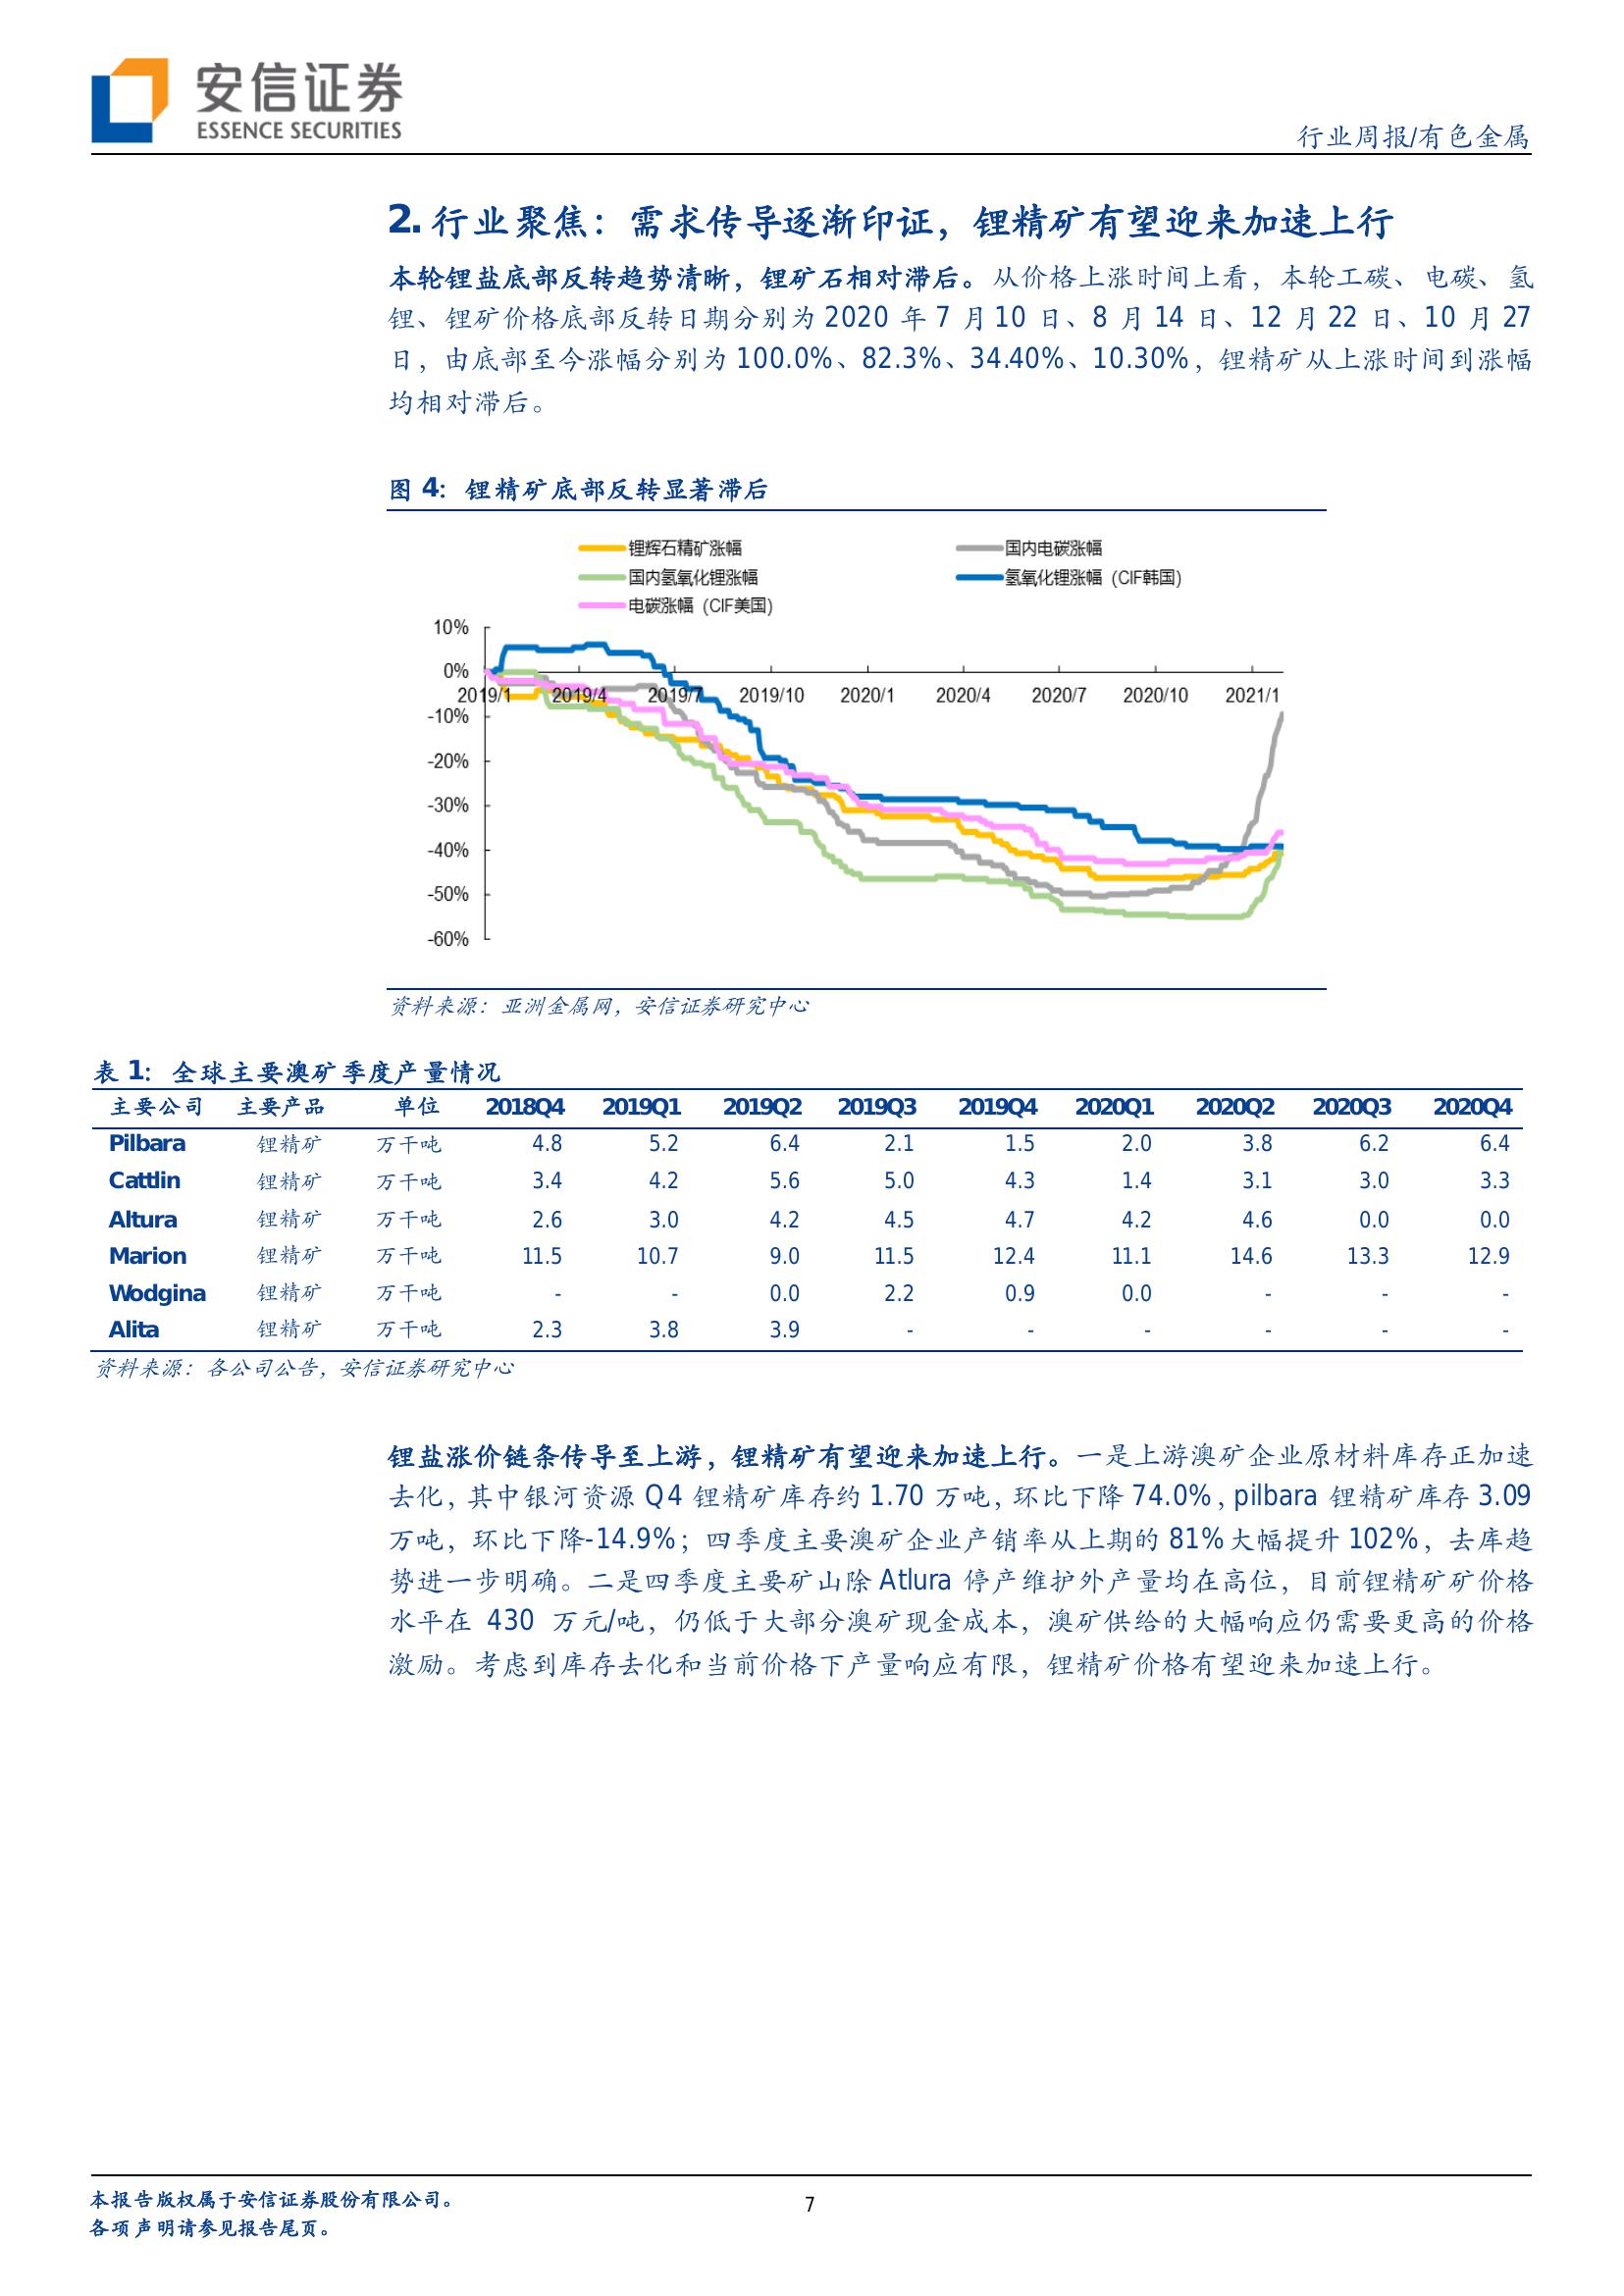 安信证券
ESSENCE SECURITIES
行业周报/有色金属
2. 行业聚焦：需求传导逐渐印证，锂精矿有望迎来加速上行
本轮锂盐底部反转趋势清晰，锂矿石相对滞后。从价格上涨时间上看，本轮工碳、电碳、氢
锂、锂矿价格底部反转日期分别为 2020 年 7 月 10 日、8 月 14 日、12 月 22 日、10 月 27
日，由底部至今涨幅分别为 100.0%、82.3%、34.40%、10.30%，锂精矿从上涨时间到涨幅
均相对滞后。
图 4：锂精矿底部反转显著滞后
锂辉石精矿涨幅 国内电碳涨幅
国内氢氧化锂涨幅 氢氧化锂涨幅（CIF韩国）
电碳涨幅（CIF美国）
10%
0%
2019/1 2019/4 2019/7 2019/10 2020/1 2020/4 2020/7 2020/10 2021/1
-10%
-20%
-30%
-40%
-50%
-60%
资料来源：亚洲金属网，安信证券研究中心
表 1：全球主要澳矿季度产量情况
主要公司 主要产品 单位 2018Q4 2019Q1 2019Q2 2019Q3 2019Q4 2020Q1 2020Q2 2020Q3 2020Q4
Pilbara 锂精矿 万干吨 4.8 5.2 6.4 2.1 1.5 2.0 3.8 6.2 6.4
Cattlin 锂精矿 万干吨 3.4 4.2 5.6 5.0 4.3 1.4 3.1 3.0 3.3
Altura 锂精矿 万干吨 2.6 3.0 4.2 4.5 4.7 4.2 4.6 0.0 0.0
Marion 锂精矿 万干吨 11.5 10.7 9.0 11.5 12.4 11.1 14.6 13.3 12.9
Wodgina 锂精矿 万干吨 - - 0.0 2.2 0.9 0.0 - - -
Alita 锂精矿 万干吨 2.3 3.8 3.9 - - - - - -
资料来源：各公司公告，安信证券研究中心
锂盐涨价链条传导至上游，锂精矿有望迎来加速上行。一是上游澳矿企业原材料库存正加速
去化，其中银河资源 Q4 锂精矿库存约 1.70 万吨，环比下降 74.0%，pilbara 锂精矿库存 3.09
万吨，环比下降-14.9%；四季度主要澳矿企业产销率从上期的 81%大幅提升 102%，去库趋
势进一步明确。二是四季度主要矿山除 Atlura 停产维护外产量均在高位，目前锂精矿矿价格
水平在 430 万元/吨，仍低于大部分澳矿现金成本，澳矿供给的大幅响应仍需要更高的价格
激励。考虑到库存去化和当前价格下产量响应有限，锂精矿价格有望迎来加速上行。
本报告版权属于安信证券股份有限公司。
7
各项声明请参见报告尾页。